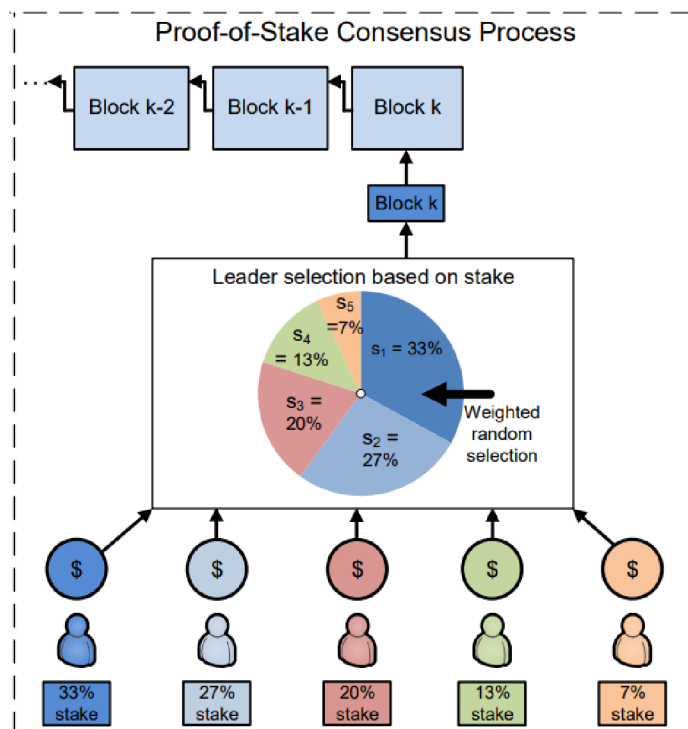 Proof-of-Stake Consensus Process
...
Block k-2
Block k-1
Block k
Block k
Leader selection based on stake
s₅
=7%
s₄
= 13%
s₁ = 33%
s₃ =
20%
s₂ =
27%
Weighted
random
selection
$
$
$
$
$
33%
stake
27%
stake
20%
stake
13%
stake
7%
stake